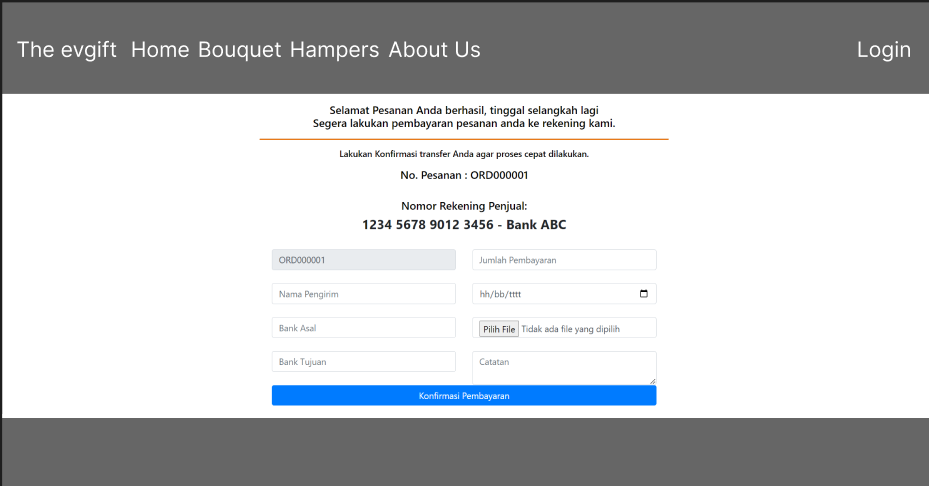 The evgift Home Bouquet Hampers About Us Login
Selamat Pesanan Anda berhasil, tinggal selangkah lagi
Segera lakukan pembayaran pesanan anda ke rekening kami.
Lakukan Konfirmasi transfer Anda agar proses cepat dilakukan.
No. Pesanan : ORD000001
Nomor Rekening Penjual:
1234 5678 9012 3456 - Bank ABC
ORD000001 Jumlah Pembayaran
Nama Pengirim hh/bb/tttt
Bank Asal Pilih File Tidak ada file yang dipilih
Bank Tujuan Catatan
Konfirmasi Pembayaran